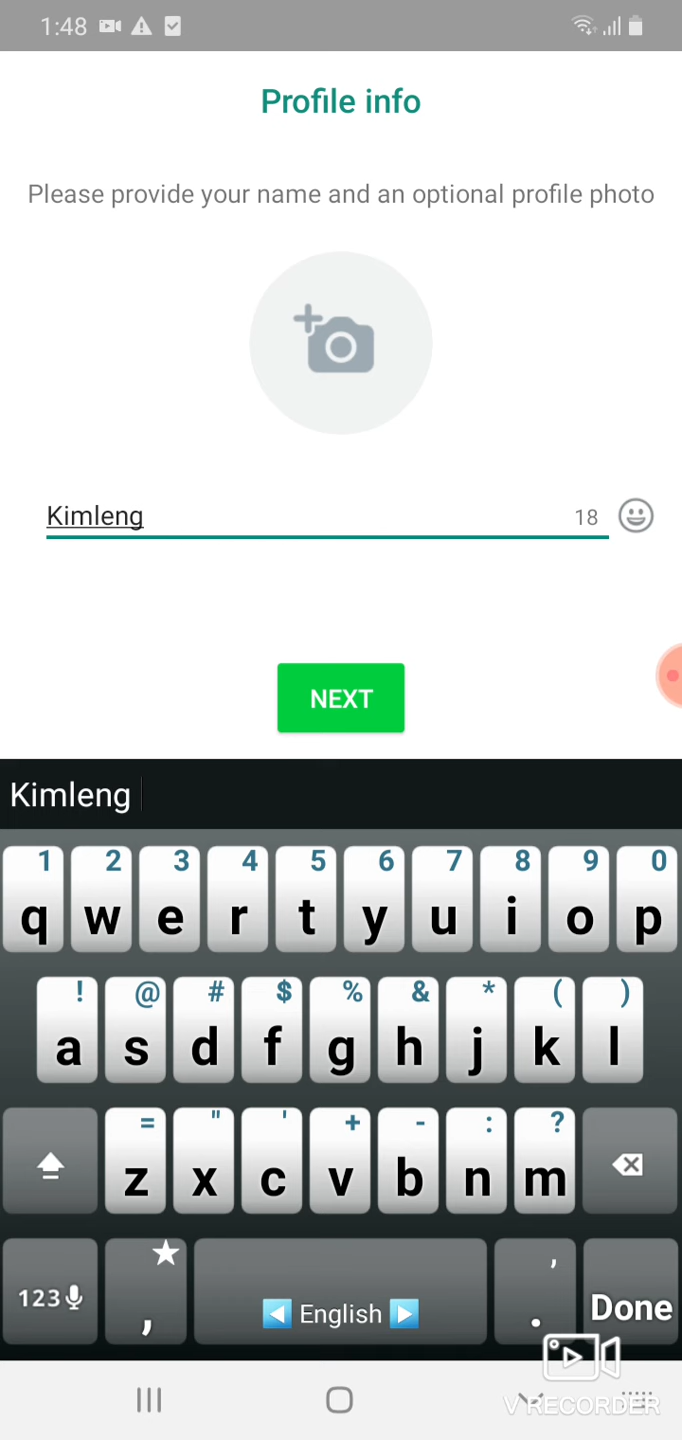 1:48
Profile info
Please provide your name and an optional profile photo
Kimleng 18
NEXT
Kimleng
1 2 3 4 5 6 7 8 9 0
q w e r t y u i o p
! @ # $ % & * ( )
a s d f g h j k l
= " ' + - : ?
z x c v b n m
123 , English . ' Done
V RECORDER